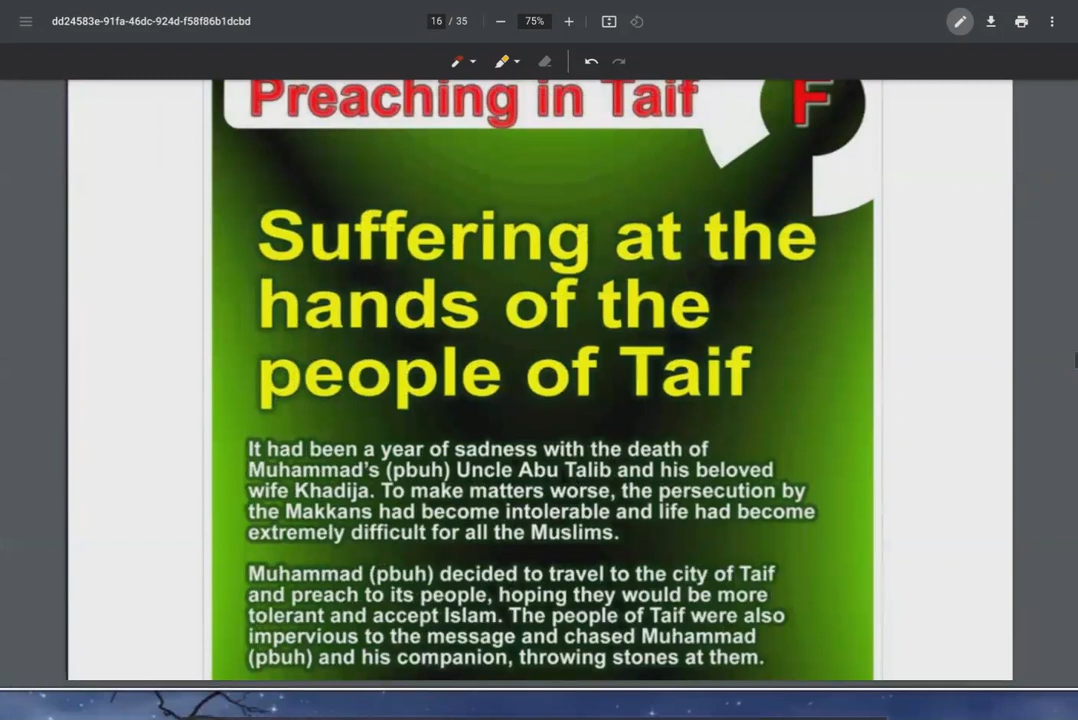 dd24583e-91fa-46dc-924d-f58f86b1dcbd
16 / 35
75%
Preaching in Taif
F
Suffering at the
hands of the
people of Taif
It had been a year of sadness with the death of
Muhammad's (pbuh) Uncle Abu Talib and his beloved
wife Khadija. To make matters worse, the persecution by
the Makkans had become intolerable and life had become
extremely difficult for all the Muslims.
Muhammad (pbuh) decided to travel to the city of Taif
and preach to its people, hoping they would be more
tolerant and accept Islam. The people of Taif were also
impervious to the message and chased Muhammad
(pbuh) and his companion, throwing stones at them.